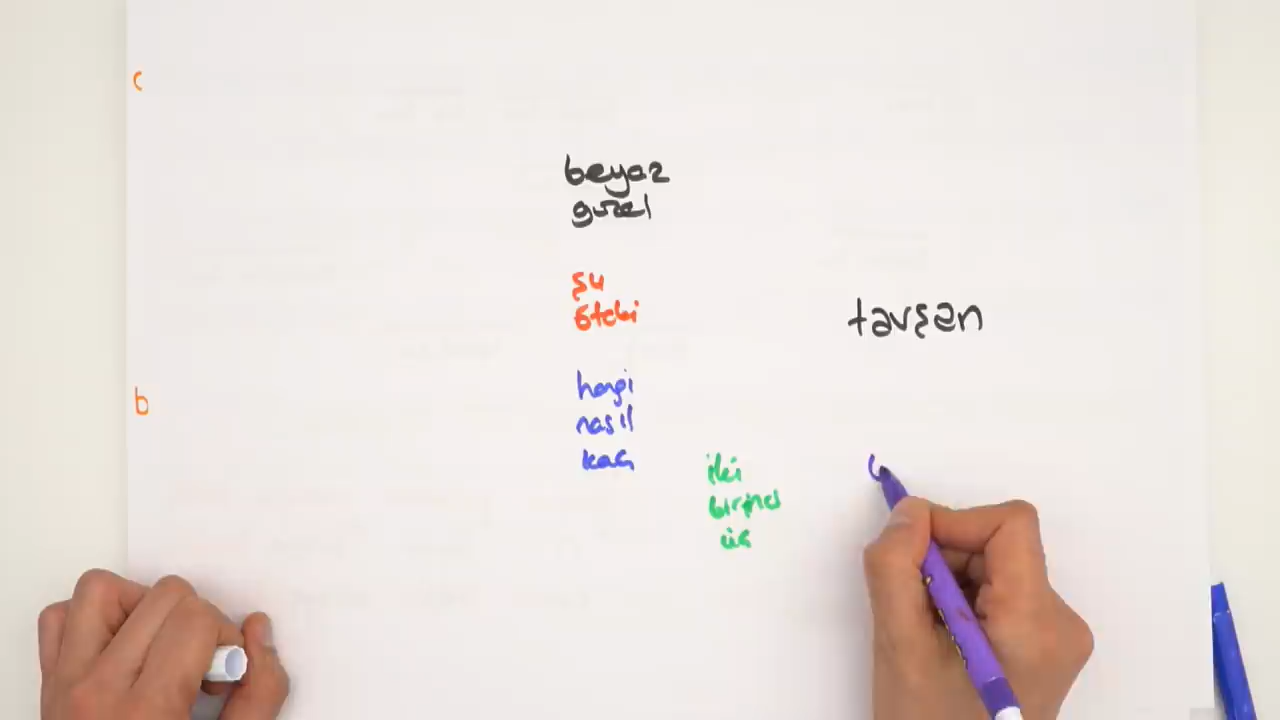 c
beyaz
güzel
şu
öteki
tavşan
hangi
b
nasıl
kaç
iki
birinci
üç